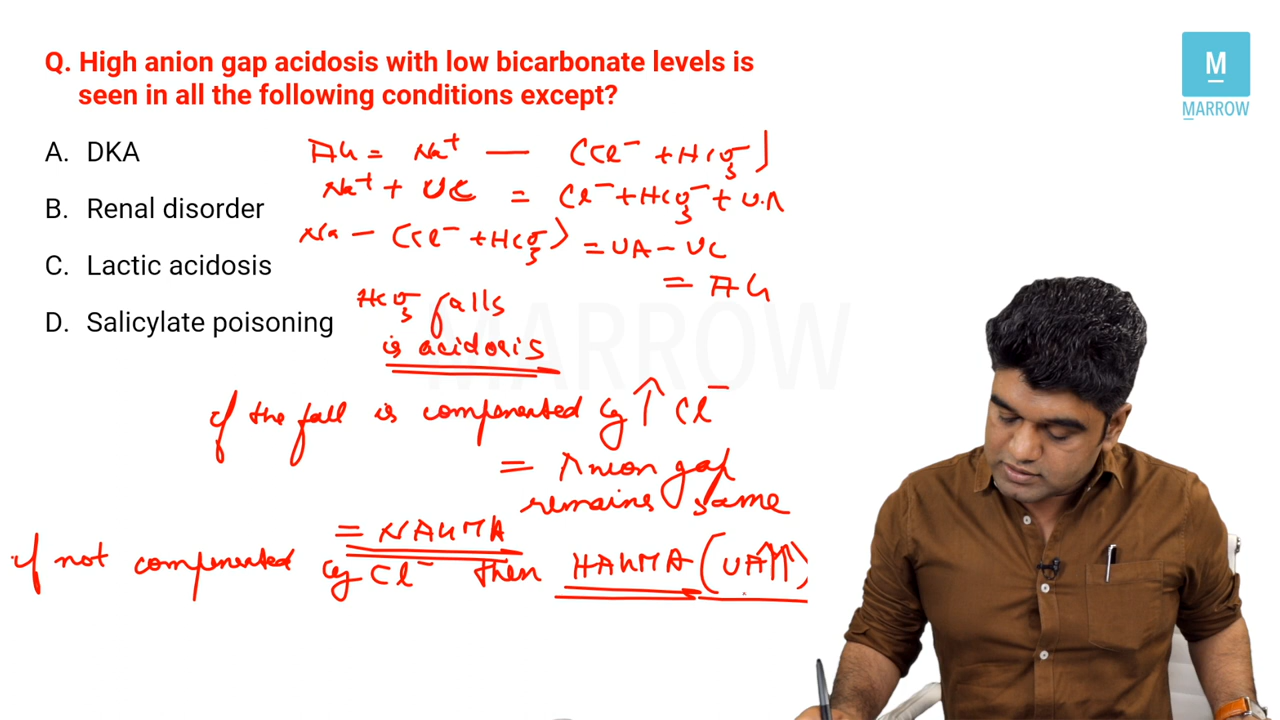 Q. High anion gap acidosis with low bicarbonate levels is
seen in all the following conditions except?
M
MARROW
A. DKA
B. Renal disorder
C. Lactic acidosis
D. Salicylate poisoning
AG = Na⁺ — (Cl⁻ + HCO₃⁻)
Na⁺ + UC = Cl⁻ + HCO₃⁻ + U.A
Na — (Cl⁻ + HCO₃⁻) = UA — UC
= AG
HCO₃⁻ falls
is acidosis
MARROW
if the fall is compensated by ↑ Cl⁻
= Anion gap
remains same
= NAGMA
if not compensated by Cl⁻ then HAGMA (UA↑↑)